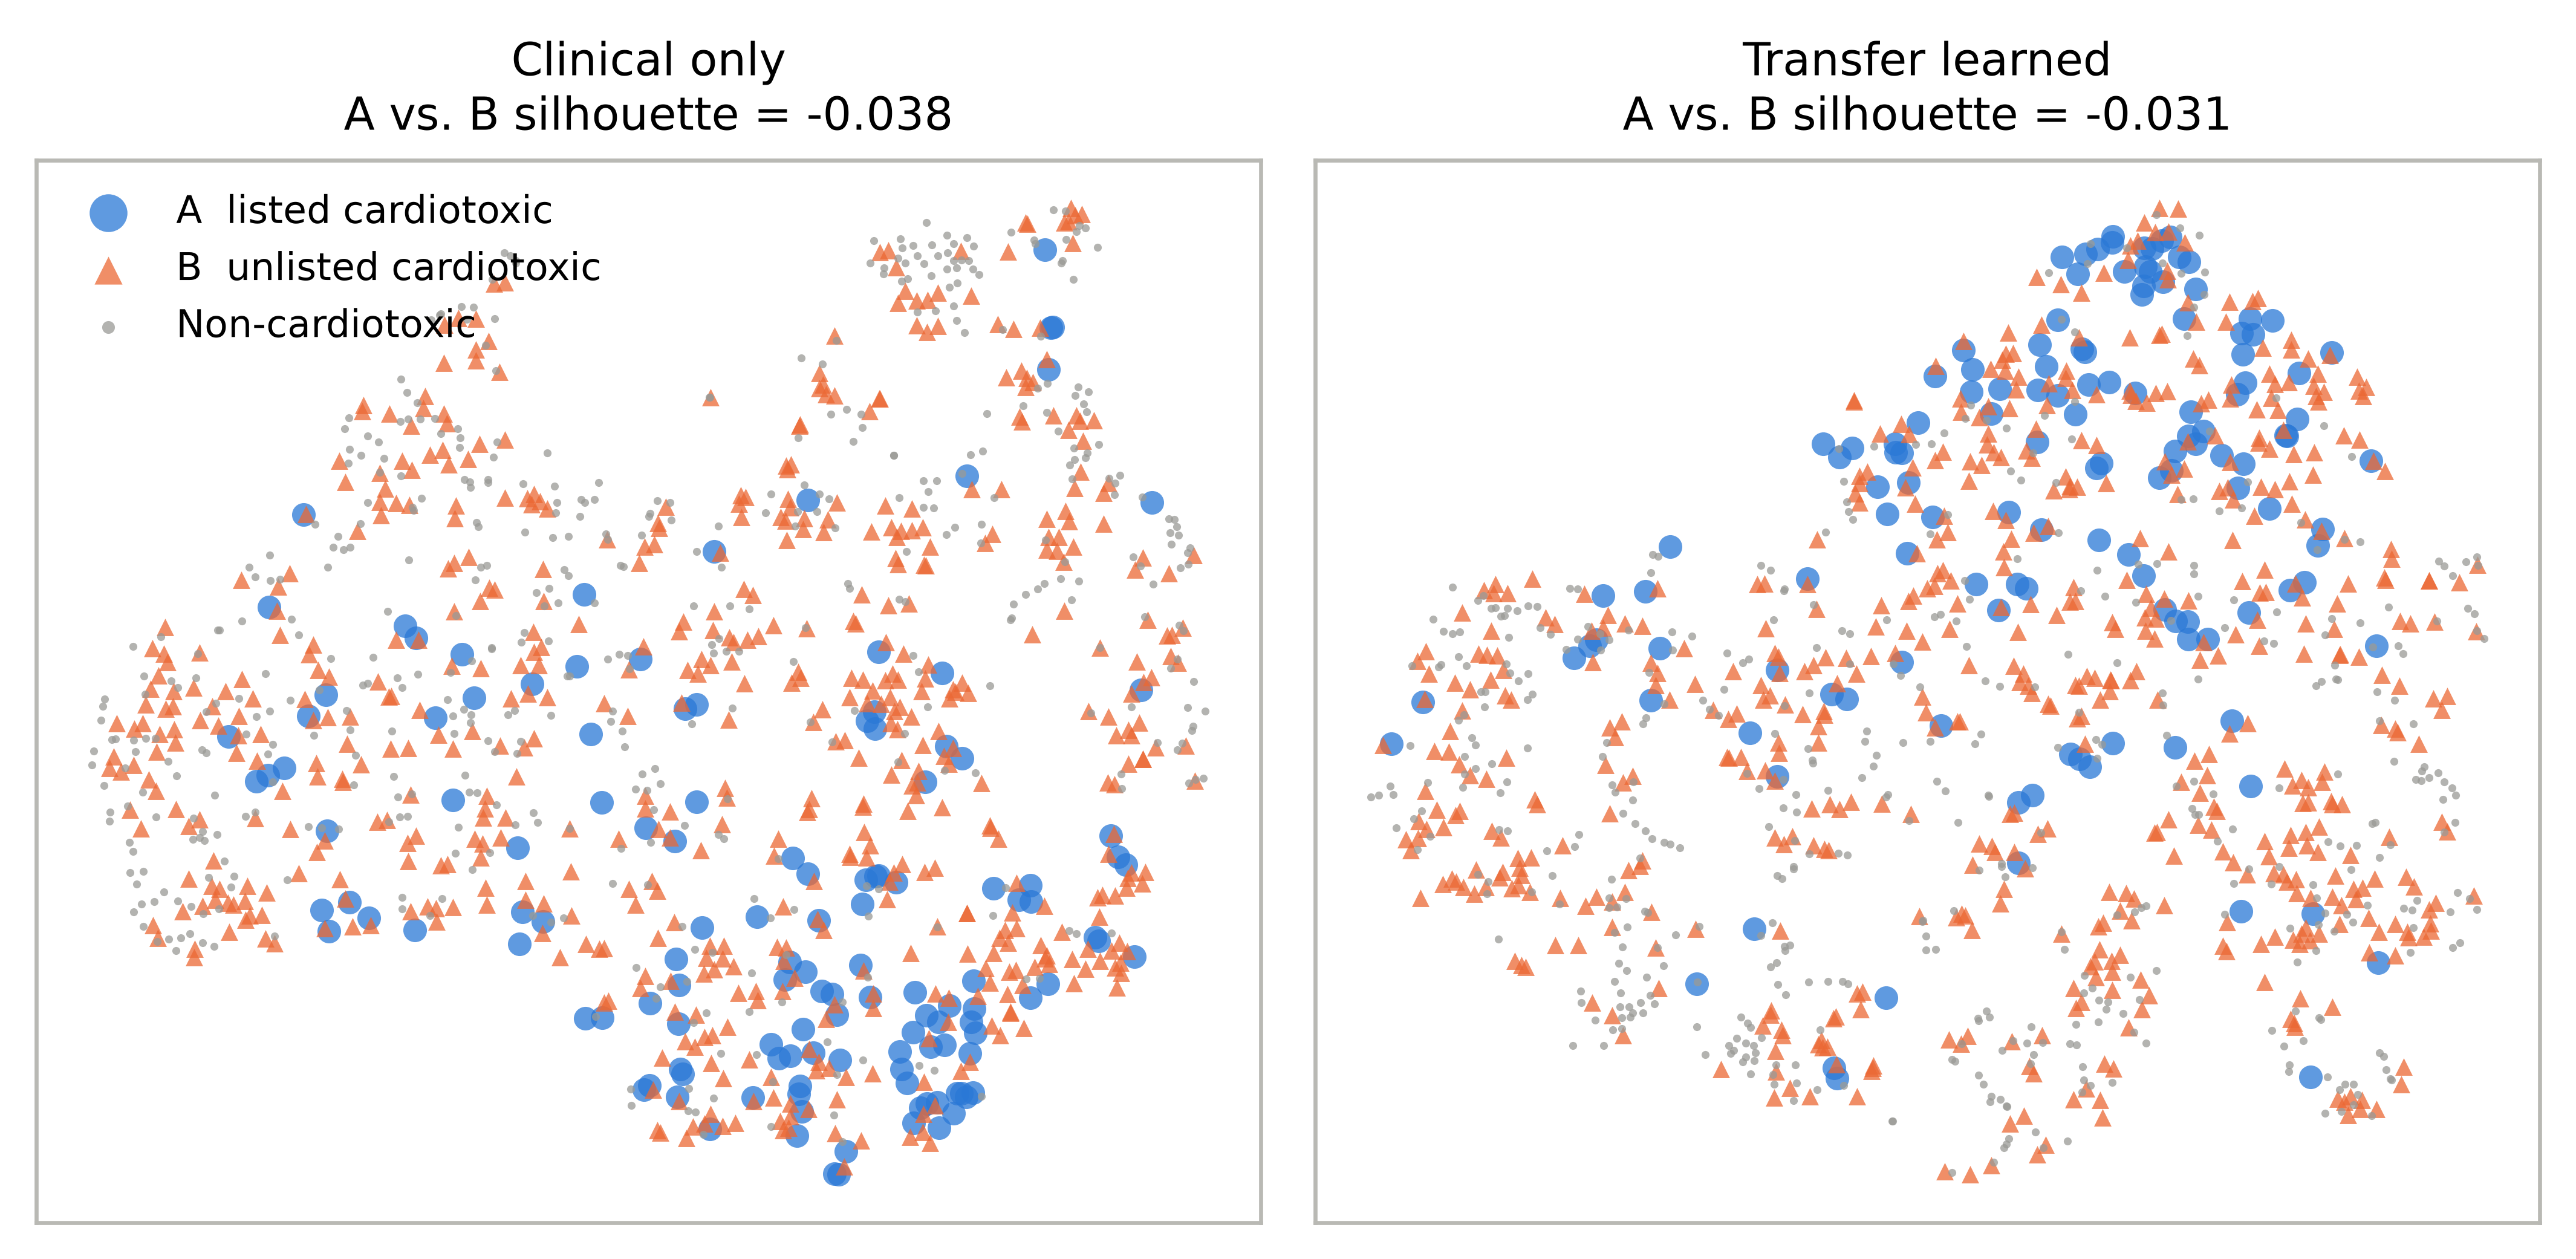 Clinical only
A vs. B silhouette = -0.038
A listed cardiotoxic
B unlisted cardiotoxic
Non-cardiotoxic
Transfer learned
A vs. B silhouette = -0.031